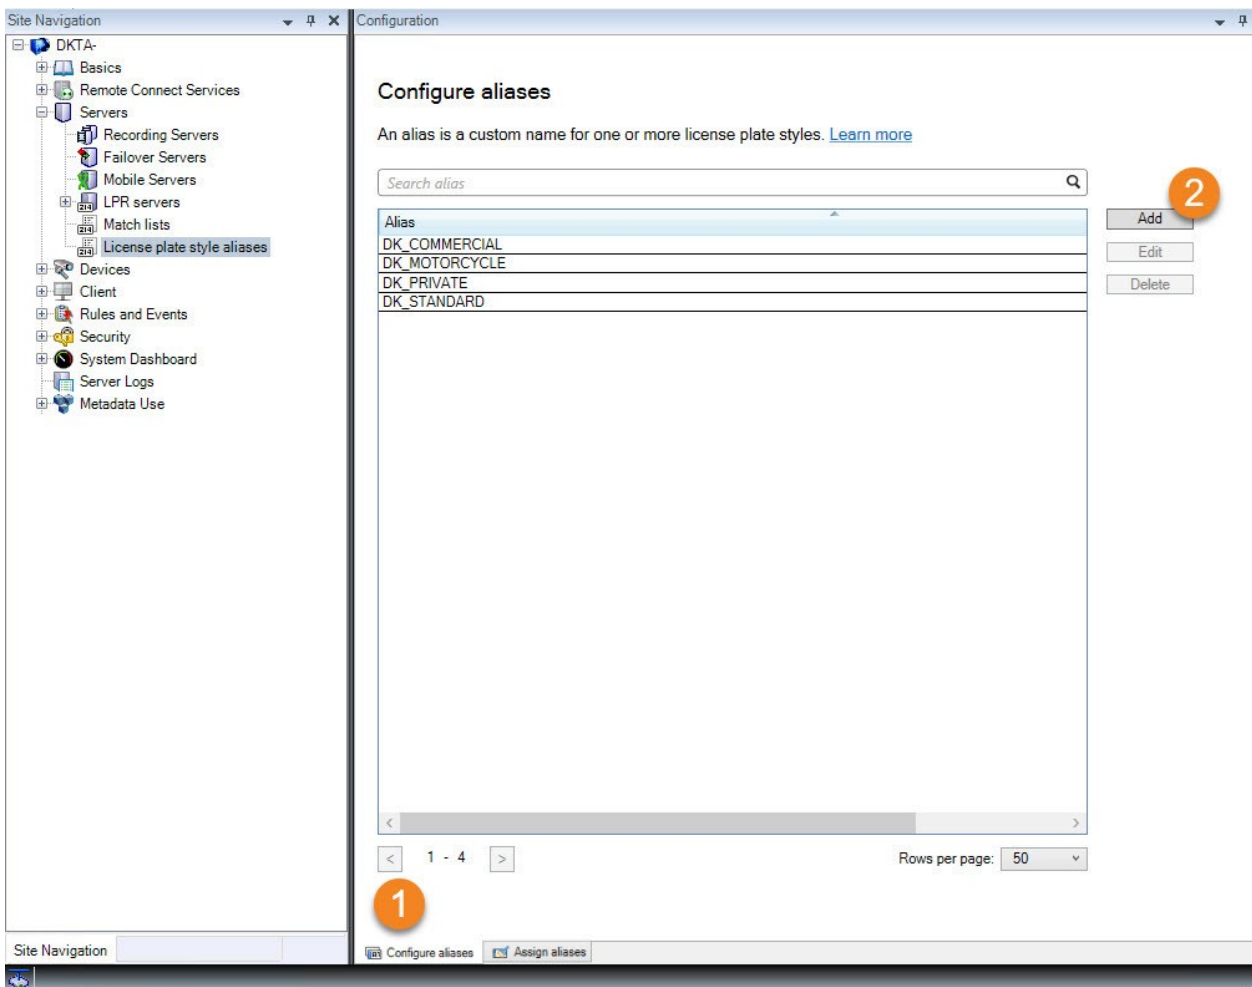 Site Navigation
DKTA-
Basics
Remote Connect Services
Servers
Recording Servers
Failover Servers
Mobile Servers
LPR servers
Match lists
License plate style aliases
Devices
Client
Rules and Events
Security
System Dashboard
Server Logs
Metadata Use
Site Navigation
Configuration
Configure aliases
An alias is a custom name for one or more license plate styles. Learn more
Search alias
Alias
DK_COMMERCIAL
DK_MOTORCYCLE
DK_PRIVATE
DK_STANDARD
2
Add
Edit
Delete
< 1 - 4 >
Rows per page: 50
1
Configure aliases
Assign aliases